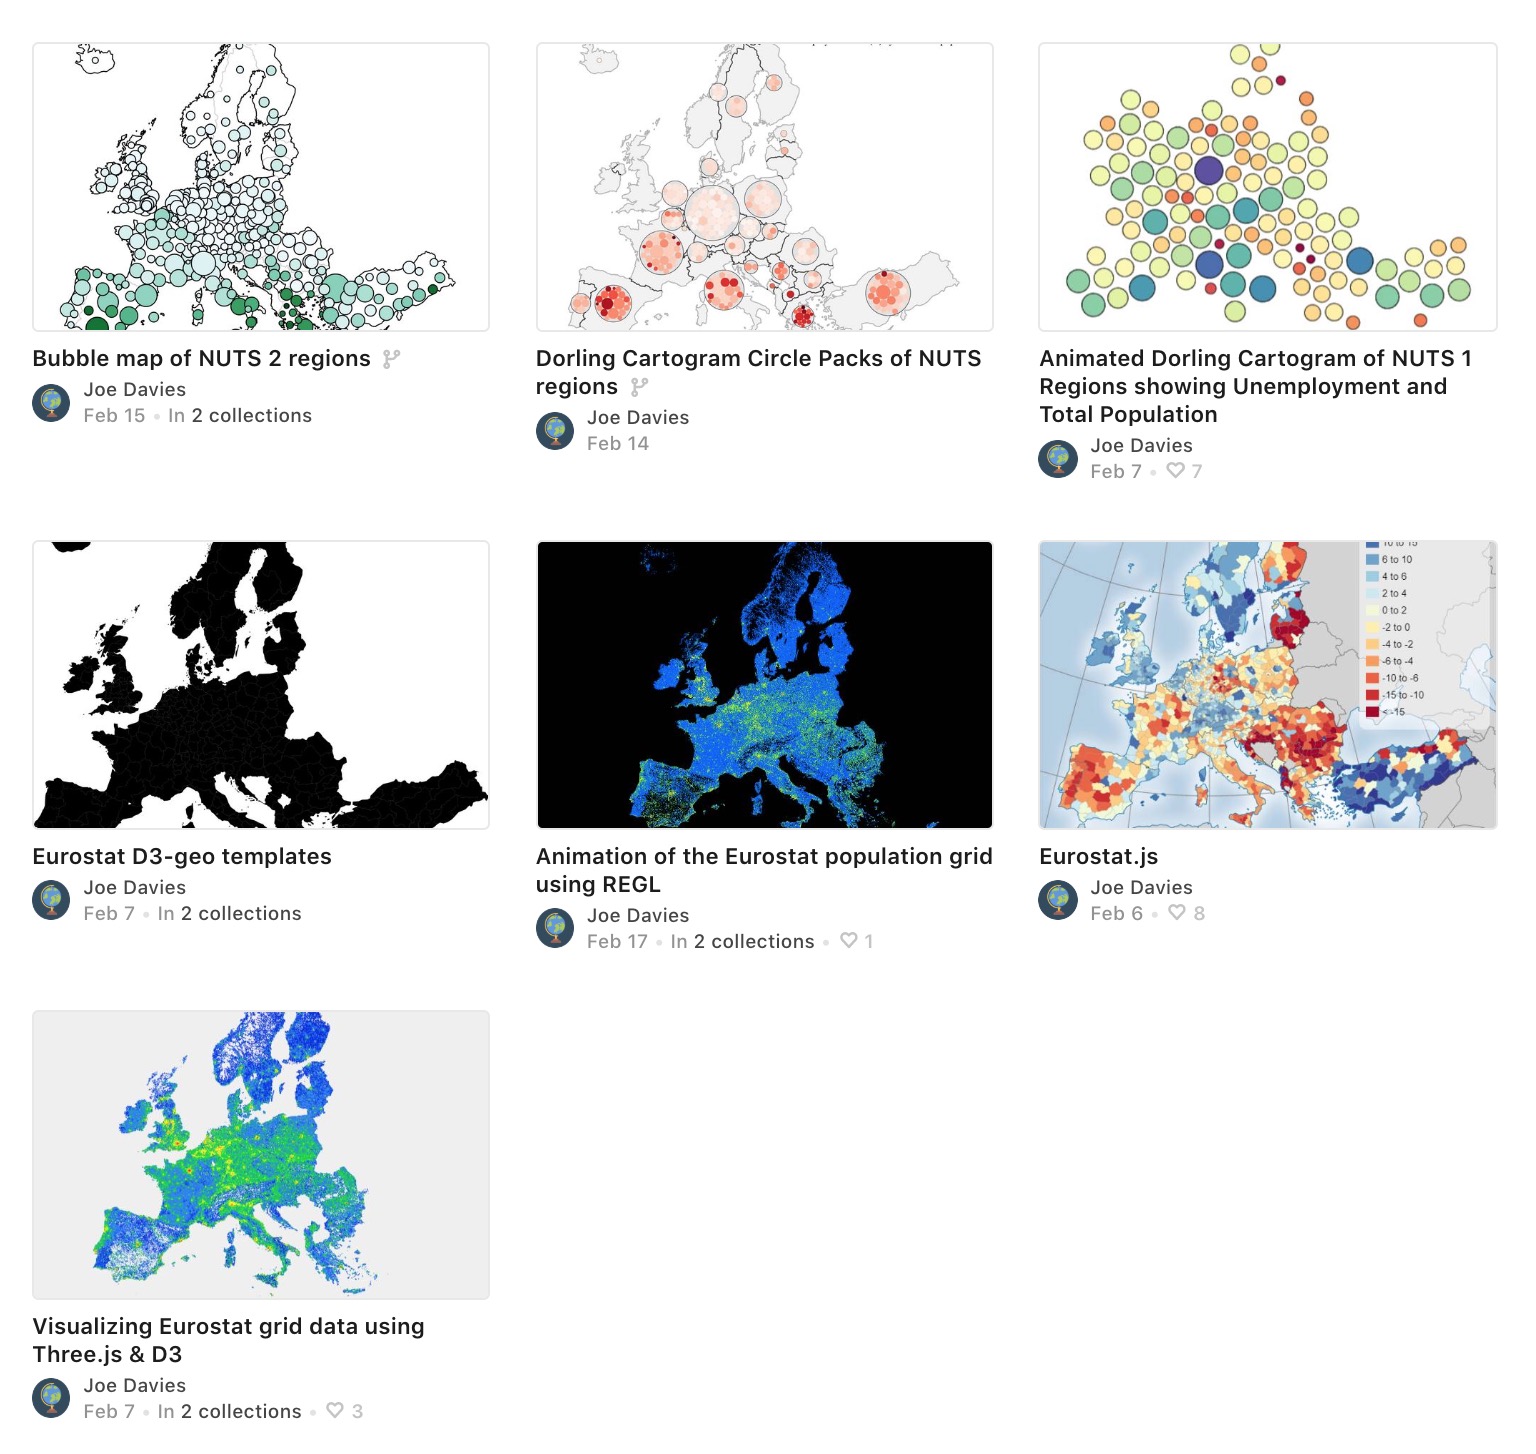 Bubble map of NUTS 2 regions
Joe Davies
Feb 15 • In 2 collections
Dorling Cartogram Circle Packs of NUTS
regions
Joe Davies
Feb 14
Animated Dorling Cartogram of NUTS 1
Regions showing Unemployment and
Total Population
Joe Davies
Feb 7 • 7
Eurostat D3-geo templates
Joe Davies
Feb 7 • In 2 collections
Animation of the Eurostat population grid
using REGL
Joe Davies
Feb 17 • In 2 collections • 1
10 to 15
6 to 10
4 to 6
2 to 4
0 to 2
-2 to 0
-4 to -2
-6 to -4
-10 to -6
-15 to -10
< -15
Eurostat.js
Joe Davies
Feb 6 • 8
Visualizing Eurostat grid data using
Three.js & D3
Joe Davies
Feb 7 • In 2 collections • 3